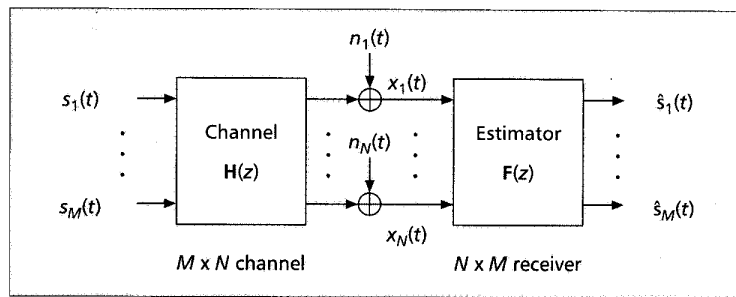 n₁(t)
s₁(t)
x₁(t)
ŝ₁(t)
Channel
H(z)
n_N(t)
Estimator
F(z)
s_M(t)
ŝ_M(t)
x_N(t)
M x N channel
N x M receiver